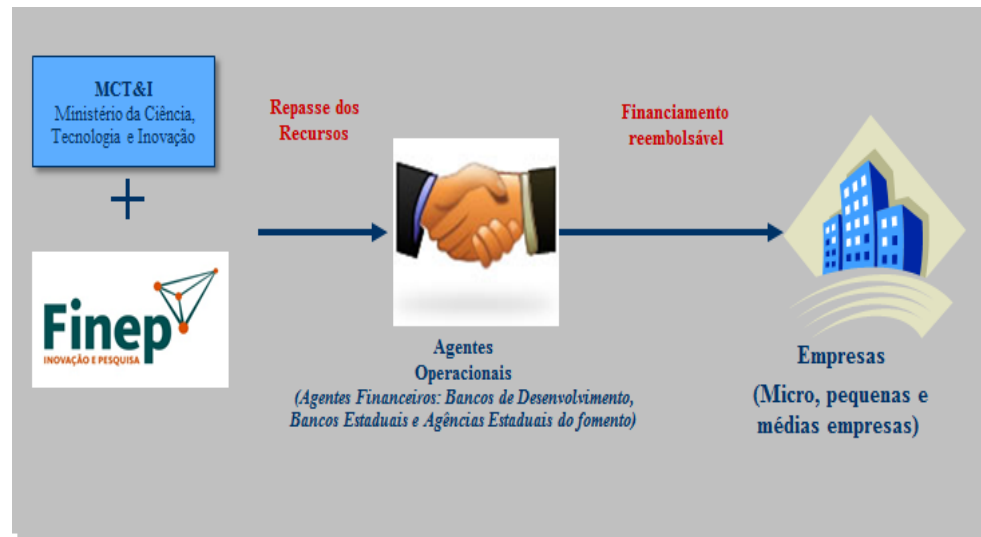 MCT&I
Ministério da Ciência,
Tecnologia e Inovação
+
Finep
INOVAÇÃO E PESQUISA
Repasse dos
Recursos
Agentes
Operacionais
(Agentes Financeiros: Bancos de Desenvolvimento,
Bancos Estaduais e Agências Estaduais do fomento)
Financiamento
reembolsável
Empresas
(Micro, pequenas e
médias empresas)